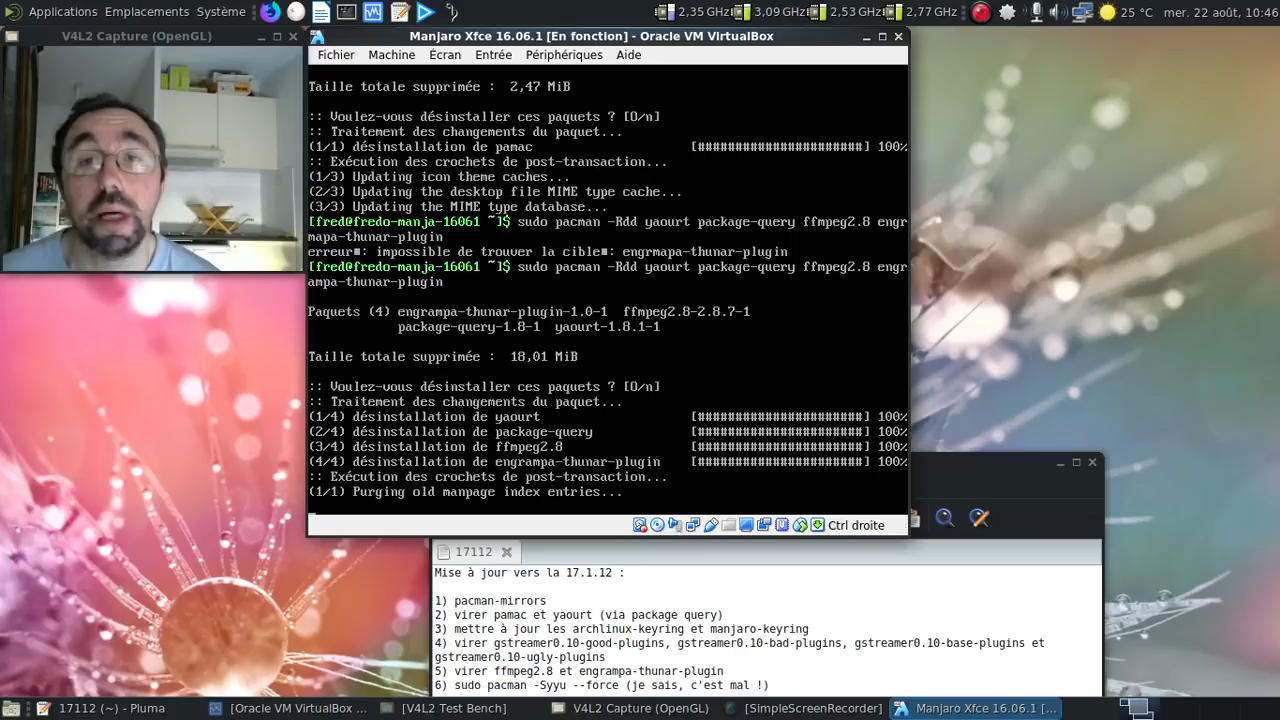 Applications Emplacements Système
2,35 GHz 3,09 GHz 2,53 GHz 2,77 GHz 25 °C mer. 22 août, 10:46
V4L2 Capture (OpenGL)
Manjaro Xfce 16.06.1 [En fonction] - Oracle VM VirtualBox
Fichier Machine Écran Entrée Périphériques Aide
Taille totale supprimée : 2,47 MiB
:: Voulez-vous désinstaller ces paquets ? [O/n]
:: Traitement des changements du paquet...
(1/1) désinstallation de pamac [######################] 100%
:: Exécution des crochets de post-transaction...
(1/3) Updating icon theme caches...
(2/3) Updating the desktop file MIME type cache...
(3/3) Updating the MIME type database...
[fred@fredo-manja-16061 ~]$ sudo pacman -Rdd yaourt package-query ffmpeg2.8 engr
mapa-thunar-plugin
erreur■: impossible de trouver la cible■: engrmapa-thunar-plugin
[fred@fredo-manja-16061 ~]$ sudo pacman -Rdd yaourt package-query ffmpeg2.8 engr
ampa-thunar-plugin
Paquets (4) engrampa-thunar-plugin-1.0-1 ffmpeg2.8-2.8.7-1
package-query-1.8-1 yaourt-1.8.1-1
Taille totale supprimée : 18,01 MiB
:: Voulez-vous désinstaller ces paquets ? [O/n]
:: Traitement des changements du paquet...
(1/4) désinstallation de yaourt [######################] 100%
(2/4) désinstallation de package-query [######################] 100%
(3/4) désinstallation de ffmpeg2.8 [######################] 100%
(4/4) désinstallation de engrampa-thunar-plugin [######################] 100%
:: Exécution des crochets de post-transaction...
(1/1) Purging old manpage index entries...
Ctrl droite
17112
Mise à jour vers la 17.1.12 :
1) pacman-mirrors
2) virer pamac et yaourt (via package query)
3) mettre à jour les archlinux-keyring et manjaro-keyring
4) virer gstreamer0.10-good-plugins, gstreamer0.10-bad-plugins, gstreamer0.10-base-plugins et
gstreamer0.10-ugly-plugins
5) virer ffmpeg2.8 et engrampa-thunar-plugin
6) sudo pacman -Syyu --force (je sais, c'est mal !)
17112 (~) - Pluma [Oracle VM VirtualBox ... [V4L2 Test Bench] V4L2 Capture (OpenGL) [SimpleScreenRecorder] Manjaro Xfce 16.06.1 [...